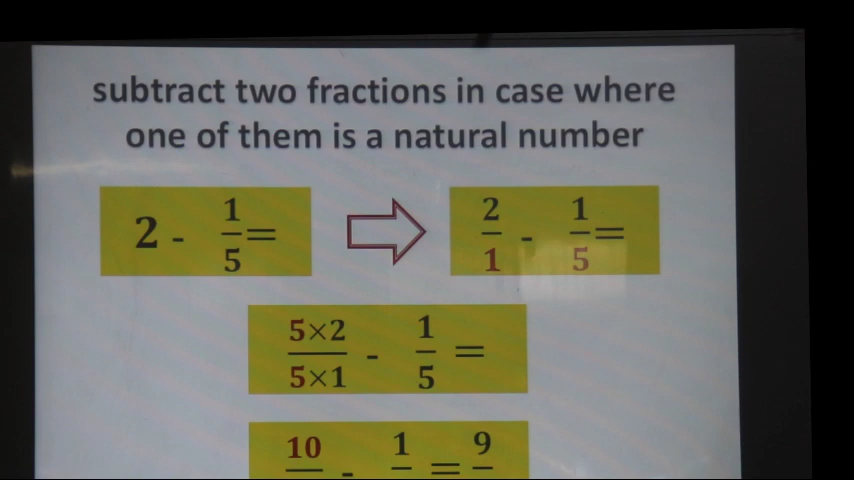 subtract two fractions in case where
one of them is a natural number
2 - 1/5 =
2/1 - 1/5 =
5×2/5×1 - 1/5 =
10 - 1 = 9